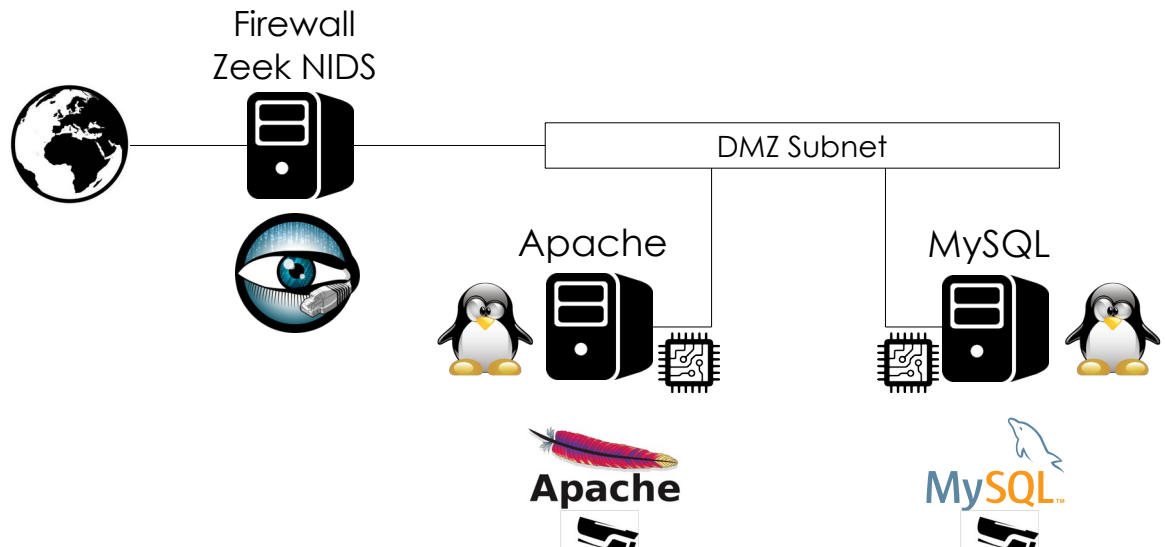 Firewall
Zeek NIDS
DMZ Subnet
Apache
MySQL
Apache
MySQL